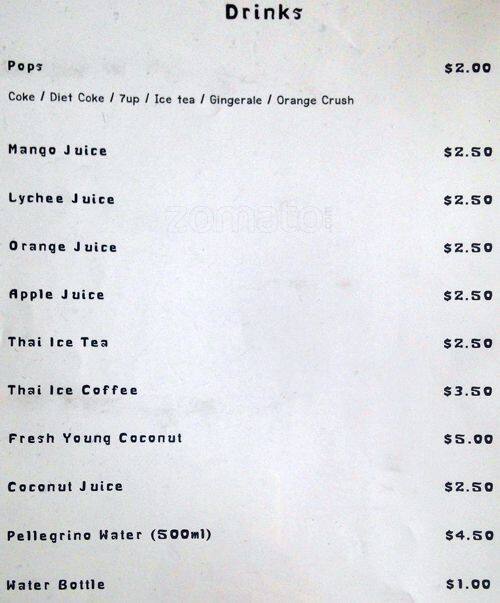 Drinks
Pops $2.00
Coke / Diet Coke / 7up / Ice tea / Gingerale / Orange Crush
Mango Juice $2.50
Lychee Juice $2.50
zomato
Orange Juice $2.50
Apple Juice $2.50
Thai Ice Tea $2.50
Thai Ice Coffee $3.50
Fresh Young Coconut $5.00
Coconut Juice $2.50
Pellegrino Water (500ml) $4.50
Water Bottle $1.00